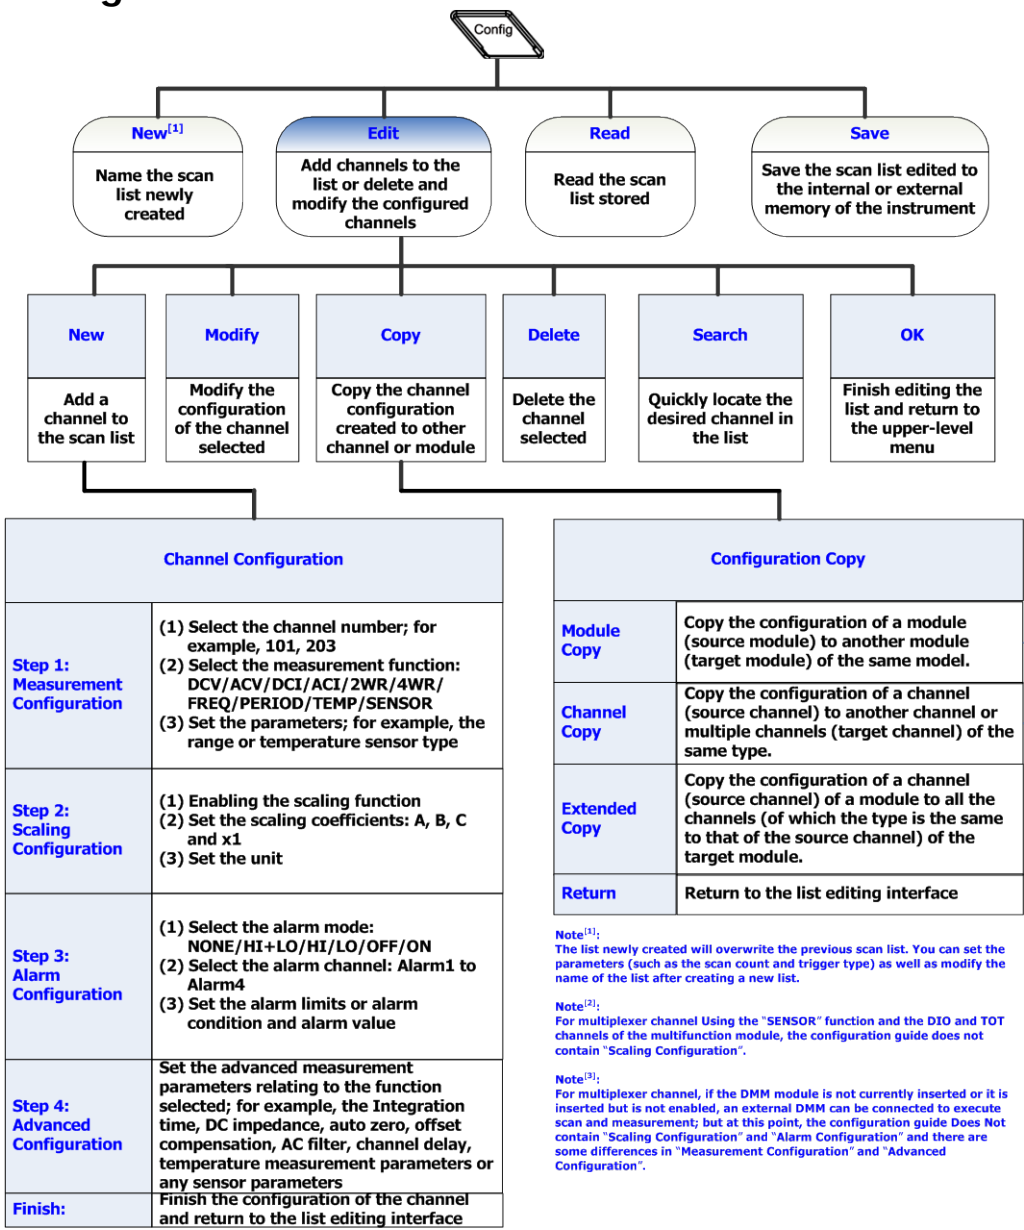 Config
New[1]
Name the scan
list newly
created
Edit
Add channels to the
list or delete and
modify the configured
channels
Read
Read the scan
list stored
Save
Save the scan list edited to
the internal or external
memory of the instrument
New
Add a
channel to
the scan list
Modify
Modify the
configuration
of the channel
selected
Copy
Copy the channel
configuration
created to other
channel or module
Delete
Delete the
channel
selected
Search
Quickly locate the
desired channel in
the list
OK
Finish editing the
list and return to
the upper-level
menu
Channel Configuration
Step 1:
Measurement
Configuration
(1) Select the channel number; for
example, 101, 203
(2) Select the measurement function:
DCV/ACV/DCI/ACI/2WR/4WR/
FREQ/PERIOD/TEMP/SENSOR
(3) Set the parameters; for example, the
range or temperature sensor type
Step 2:
Scaling
Configuration
(1) Enabling the scaling function
(2) Set the scaling coefficients: A, B, C
and x1
(3) Set the unit
Step 3:
Alarm
Configuration
(1) Select the alarm mode:
NONE/HI+LO/HI/LO/OFF/ON
(2) Select the alarm channel: Alarm1 to
Alarm4
(3) Set the alarm limits or alarm
condition and alarm value
Step 4:
Advanced
Configuration
Set the advanced measurement
parameters relating to the function
selected; for example, the Integration
time, DC impedance, auto zero, offset
compensation, AC filter, channel delay,
temperature measurement parameters or
any sensor parameters
Finish:
Finish the configuration of the channel
and return to the list editing interface
Configuration Copy
Module
Copy
Copy the configuration of a module
(source module) to another module
(target module) of the same model.
Channel
Copy
Copy the configuration of a channel
(source channel) to another channel or
multiple channels (target channel) of the
same type.
Extended
Copy
Copy the configuration of a channel
(source channel) of a module to all the
channels (of which the type is the same
to that of the source channel) of the
target module.
Return
Return to the list editing interface
Note[1]:
The list newly created will overwrite the previous scan list. You can set the
parameters (such as the scan count and trigger type) as well as modify the
name of the list after creating a new list.
Note[2]:
For multiplexer channel Using the “SENSOR” function and the DIO and TOT
channels of the multifunction module, the configuration guide does not
contain “Scaling Configuration”.
Note[3]:
For multiplexer channel, if the DMM module is not currently inserted or it is
inserted but is not enabled, an external DMM can be connected to execute
scan and measurement; but at this point, the configuration guide Does Not
contain “Scaling Configuration” and “Alarm Configuration” and there are
some differences in “Measurement Configuration” and “Advanced
Configuration”.